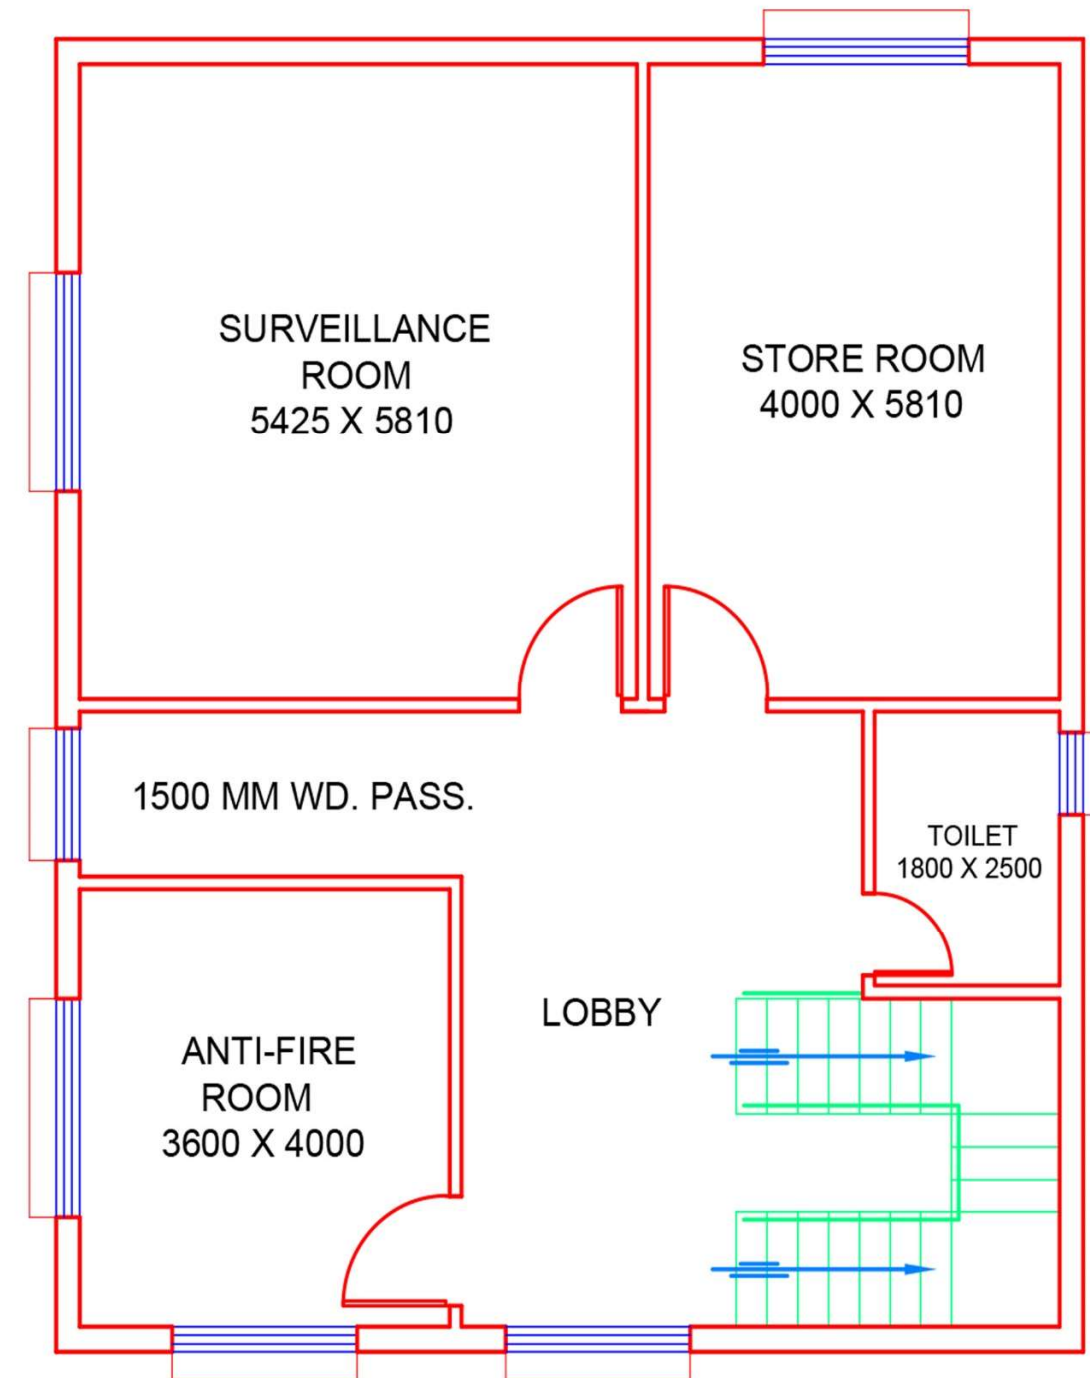 SURVEILLANCE
ROOM
5425 X 5810
STORE ROOM
4000 X 5810
1500 MM WD. PASS.
TOILET
1800 X 2500
LOBBY
ANTI-FIRE
ROOM
3600 X 4000